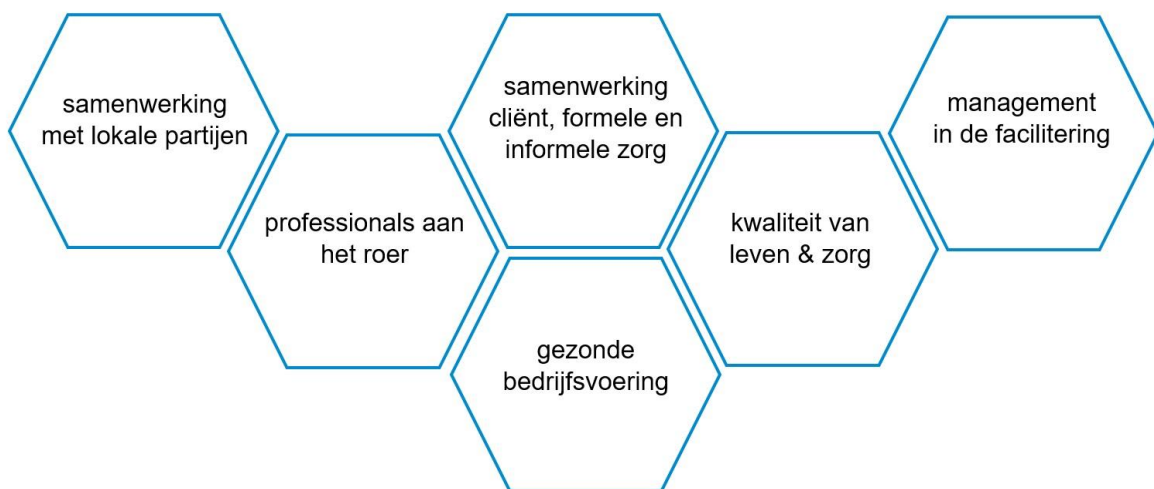 samenwerking
met lokale partijen
professionals aan
het roer
samenwerking
cliënt, formele en
informele zorg
gezonde
bedrijfsvoering
kwaliteit van
leven & zorg
management
in de facilitering